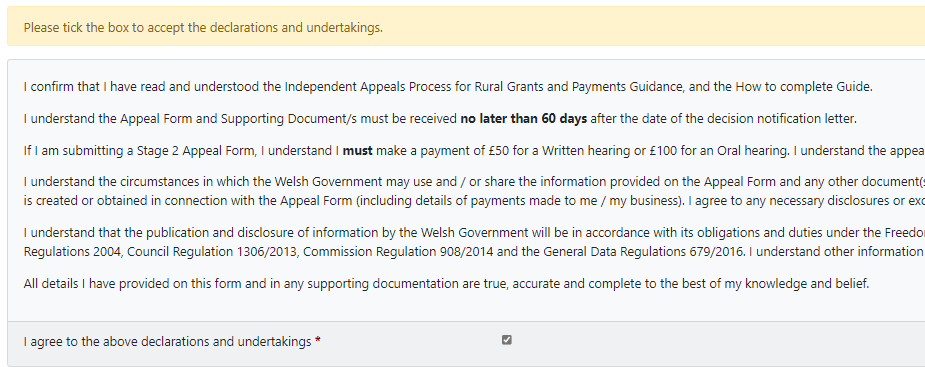 Please tick the box to accept the declarations and undertakings.
I confirm that I have read and understood the Independent Appeals Process for Rural Grants and Payments Guidance, and the How to complete Guide.
I understand the Appeal Form and Supporting Document/s must be received no later than 60 days after the date of the decision notification letter.
If I am submitting a Stage 2 Appeal Form, I understand I must make a payment of £50 for a Written hearing or £100 for an Oral hearing. I understand the
I understand the circumstances in which the Welsh Government may use and / or share the information provided on the Appeal Form and any other
is created or obtained in connection with the Appeal Form (including details of payments made to me / my business). I agree to any necessary disclosures or
I understand that the publication and disclosure of information by the Welsh Government will be in accordance with its obligations and duties under the
Regulations 2004, Council Regulation 1306/2013, Commission Regulation 908/2014 and the General Data Regulations 679/2016. I understand other information
All details I have provided on this form and in any supporting documentation are true, accurate and complete to the best of my knowledge and belief.
I agree to the above declarations and undertakings *